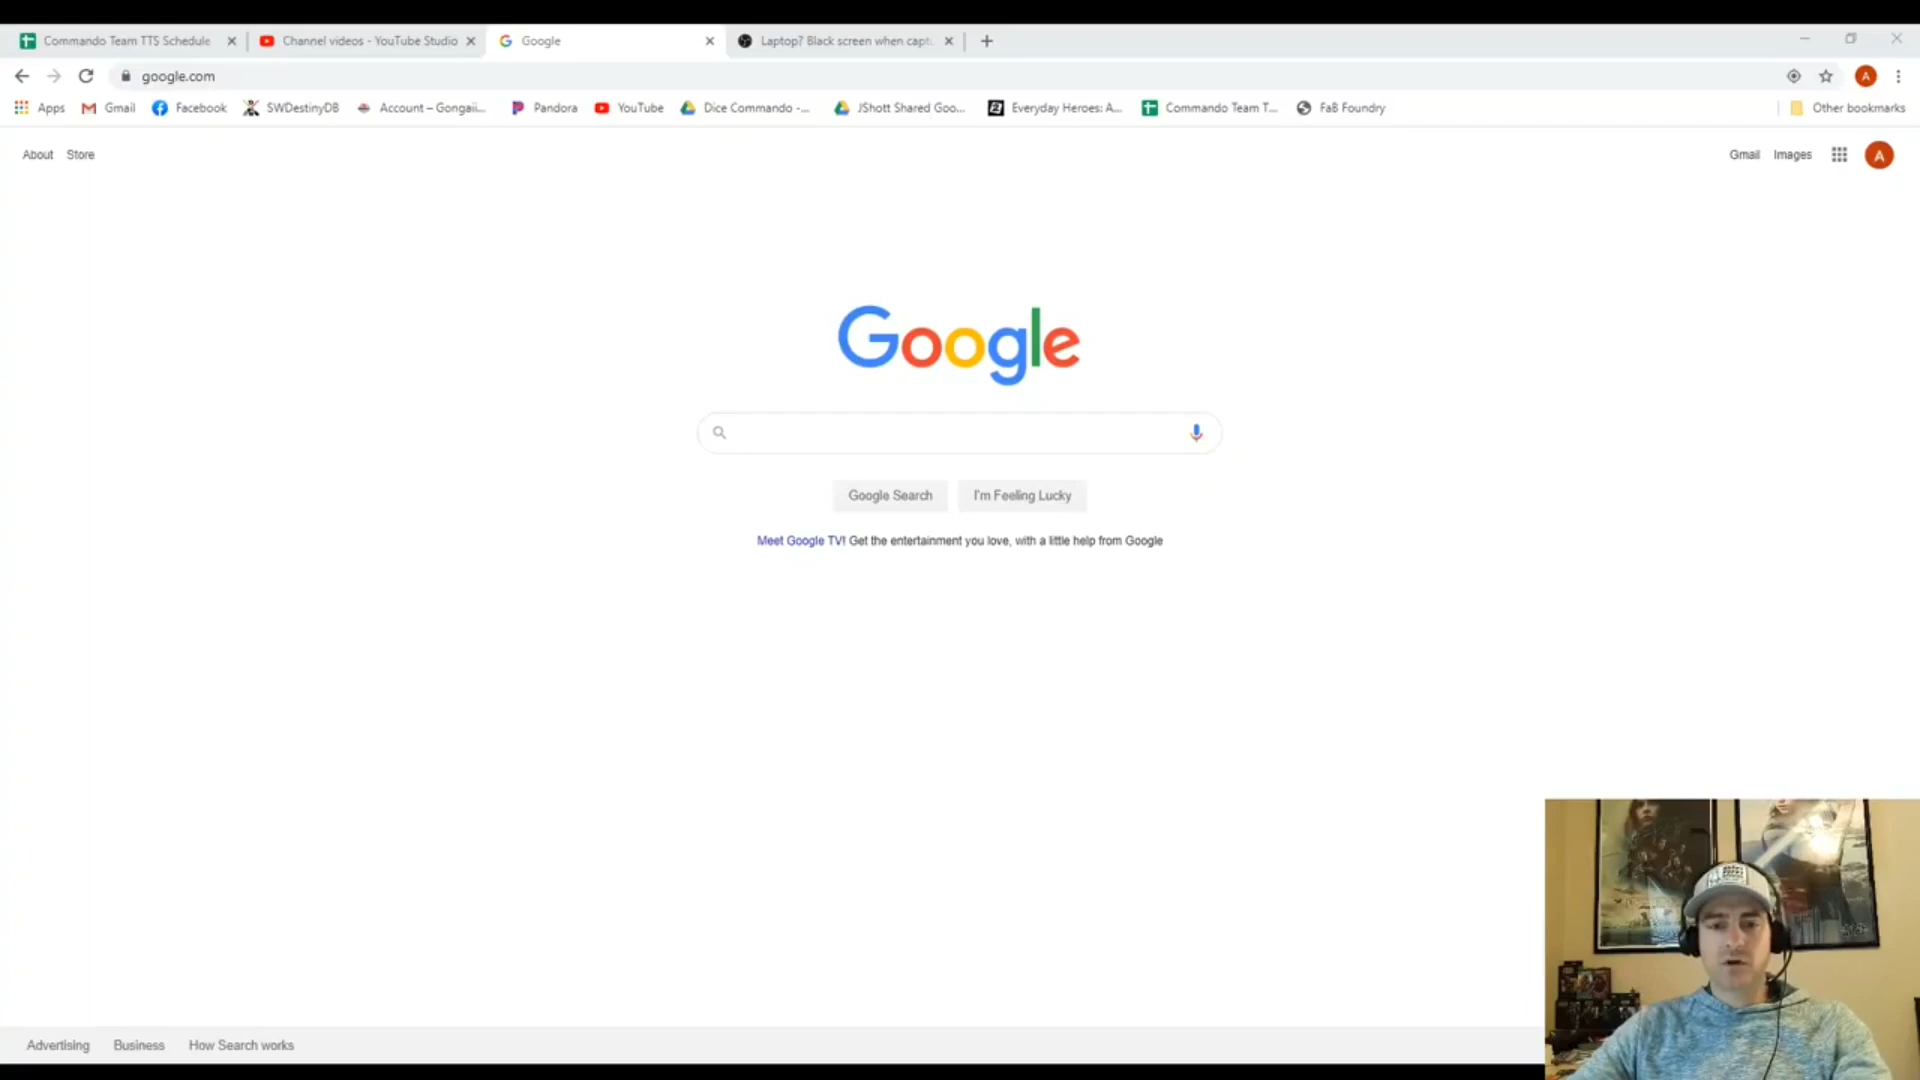 Commando Team TTS Schedule
Channel videos - YouTube Studio
Google
Laptop? Black screen when capt
google.com
A
Apps
Gmail
Facebook
SWDestinyDB
Account – Gongaii...
Pandora
YouTube
Dice Commando -...
JShott Shared Goo...
Everyday Heroes: A...
Commando Team T...
FaB Foundry
Other bookmarks
About
Store
Gmail
Images
A
Google
Google Search
I'm Feeling Lucky
Meet Google TV! Get the entertainment you love, with a little help from Google
Advertising
Business
How Search works